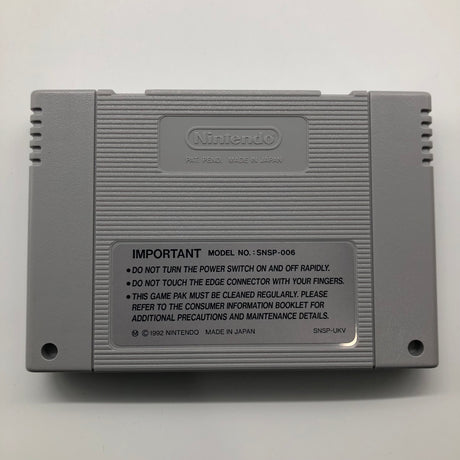 Nintendo
PAT. PEND. MADE IN JAPAN
IMPORTANT MODEL NO.: SNSP-006
• DO NOT TURN THE POWER SWITCH ON AND OFF RAPIDLY.
• DO NOT TOUCH THE EDGE CONNECTOR WITH YOUR FINGERS.
• THIS GAME PAK MUST BE CLEANED REGULARLY. PLEASE
REFER TO THE CONSUMER INFORMATION BOOKLET FOR
ADDITIONAL PRECAUTIONS AND MAINTENANCE DETAILS.
Ⓜ ©1992 NINTENDO MADE IN JAPAN SNSP-UKV